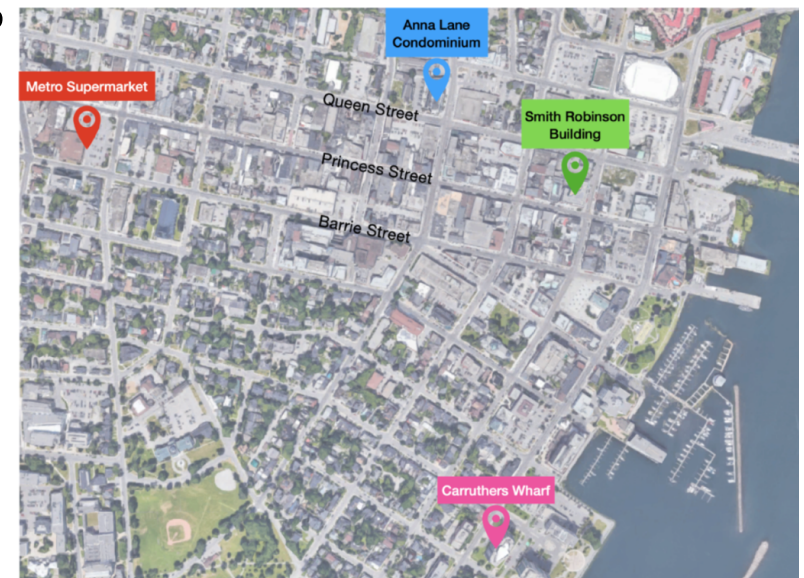 Anna Lane
Condominium
Metro Supermarket
Queen Street
Smith Robinson
Building
Princess Street
Barrie Street
Carruthers Wharf